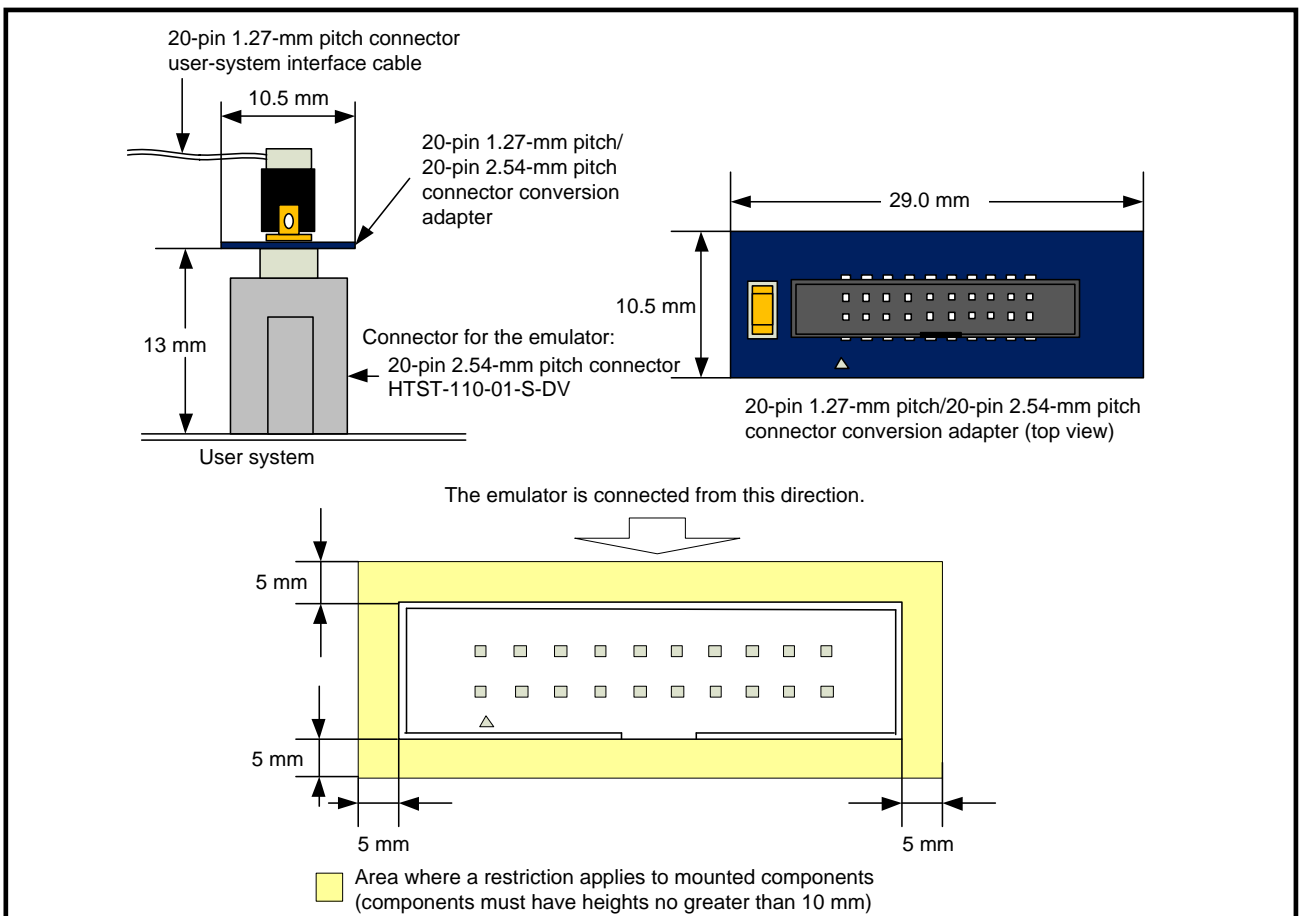 20-pin 1.27-mm pitch connector
user-system interface cable
10.5 mm
20-pin 1.27-mm pitch/
20-pin 2.54-mm pitch
connector conversion
adapter
13 mm
Connector for the emulator:
20-pin 2.54-mm pitch connector
HTST-110-01-S-DV
User system
29.0 mm
10.5 mm
20-pin 1.27-mm pitch/20-pin 2.54-mm pitch
connector conversion adapter (top view)
The emulator is connected from this direction.
5 mm
5 mm
5 mm
5 mm
Area where a restriction applies to mounted components
(components must have heights no greater than 10 mm)